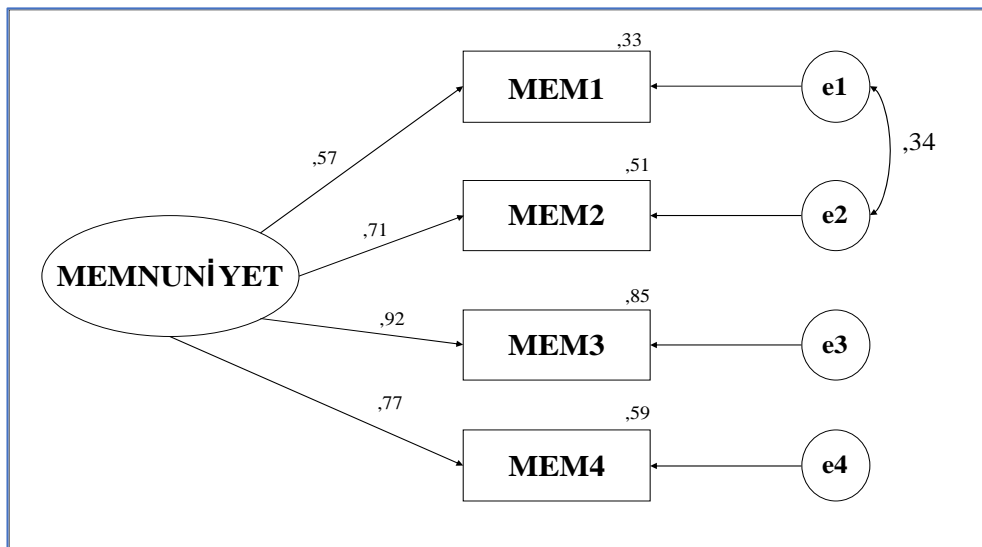 ,33
MEM1
e1
,57
,34
,51
MEM2
e2
,71
MEMNUNİYET
,85
,92
MEM3
e3
,77
,59
MEM4
e4